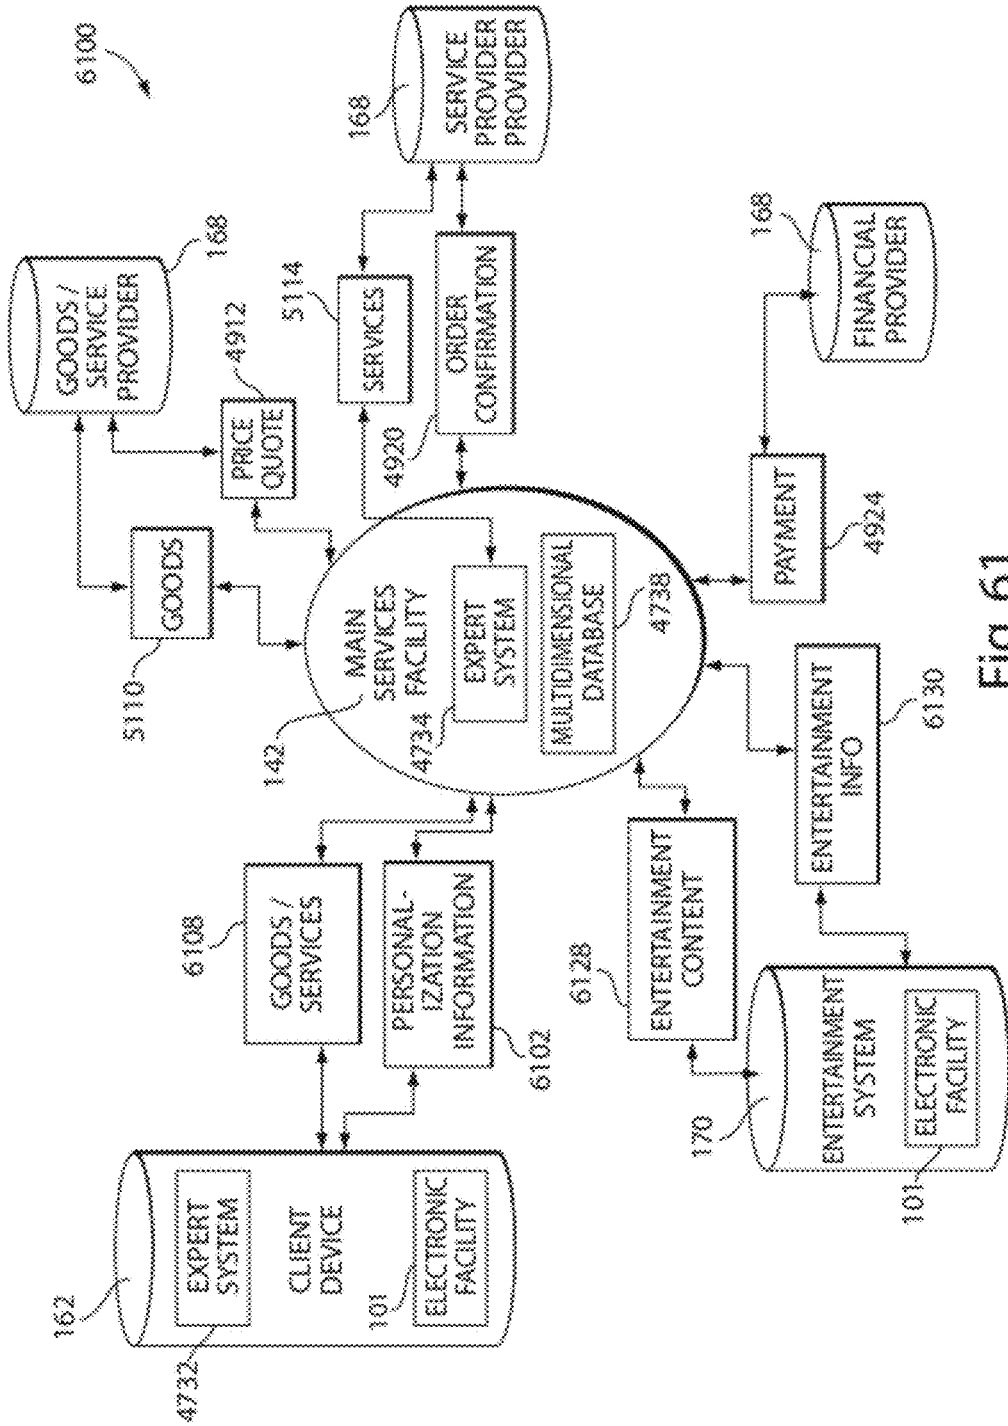 6100
162
4732
EXPERT
SYSTEM
CLIENT
DEVICE
101
ELECTRONIC
FACILITY
6108
GOODS /
SERVICES
PERSONAL-
IZATION
INFORMATION
6102
5110
GOODS
GOODS /
SERVICE
PROVIDER
168
PRICE
QUOTE
4912
142
MAIN
SERVICES
FACILITY
4734
EXPERT
SYSTEM
MULTIDIMENSIONAL
DATABASE
4738
5114
SERVICES
4920
ORDER
CONFIRMATION
168
SERVICE
PROVIDER
PROVIDER
170
ENTERTAINMENT
SYSTEM
101
ELECTRONIC
FACILITY
6128
ENTERTAINMENT
CONTENT
ENTERTAINMENT
INFO
6130
PAYMENT
4924
168
FINANCIAL
PROVIDER
Fig. 61